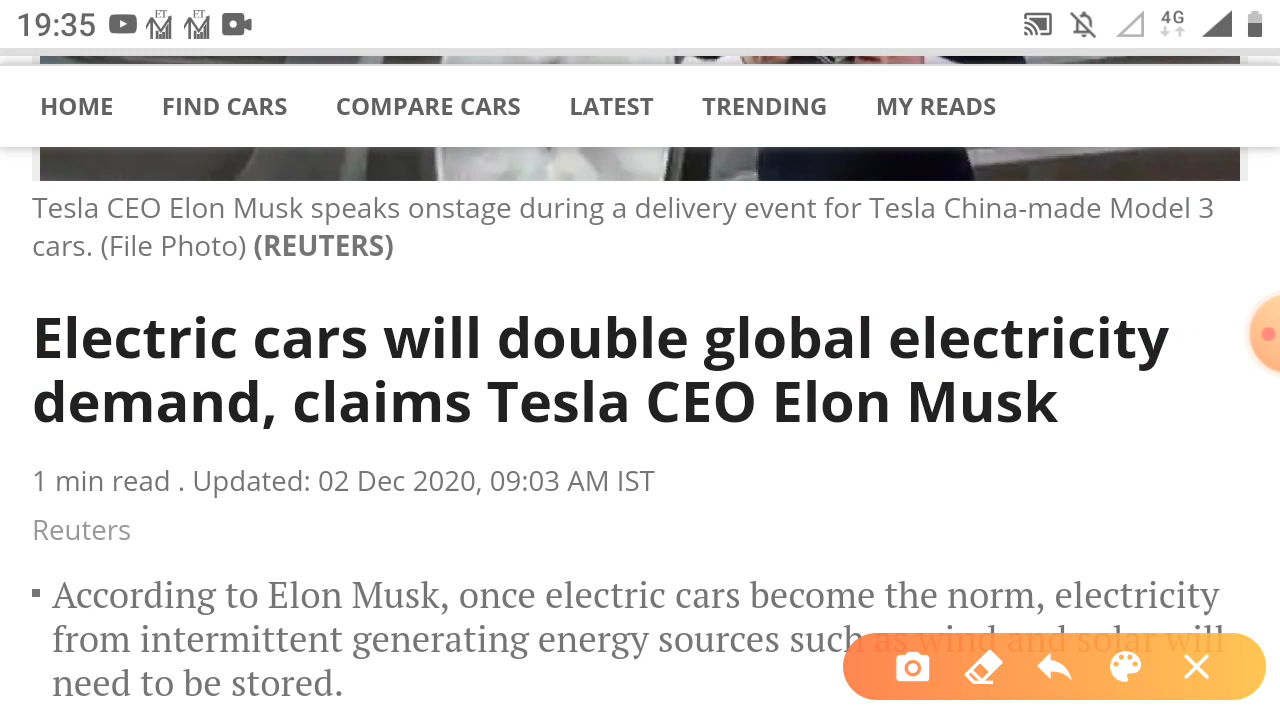 19:35
ET
ET
4G
HOME FIND CARS COMPARE CARS LATEST TRENDING MY READS
Tesla CEO Elon Musk speaks onstage during a delivery event for Tesla China-made Model 3
cars. (File Photo) (REUTERS)
Electric cars will double global electricity
demand, claims Tesla CEO Elon Musk
1 min read . Updated: 02 Dec 2020, 09:03 AM IST
Reuters
▪ According to Elon Musk, once electric cars become the norm, electricity
from intermittent generating energy sources such as wind and solar will
need to be stored.